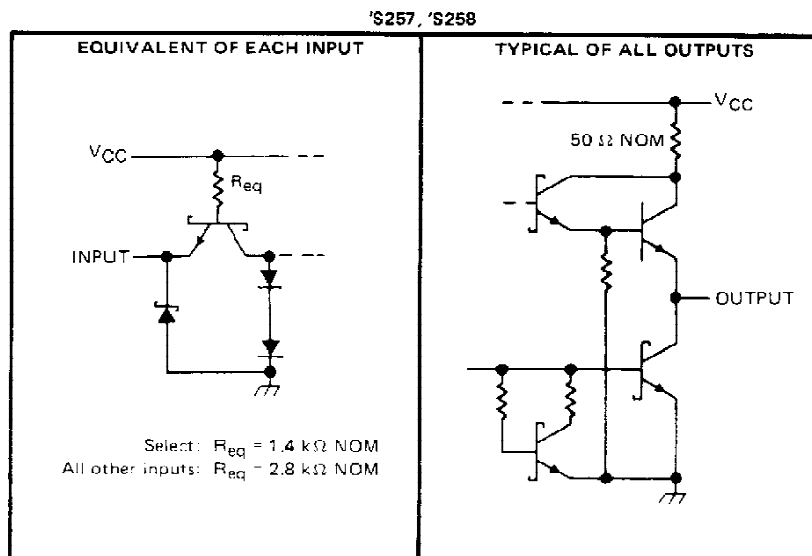 'S257, 'S258
EQUIVALENT OF EACH INPUT
VCC
Req
INPUT
Select: Req = 1.4 kΩ NOM
All other inputs: Req = 2.8 kΩ NOM
TYPICAL OF ALL OUTPUTS
VCC
50 Ω NOM
OUTPUT